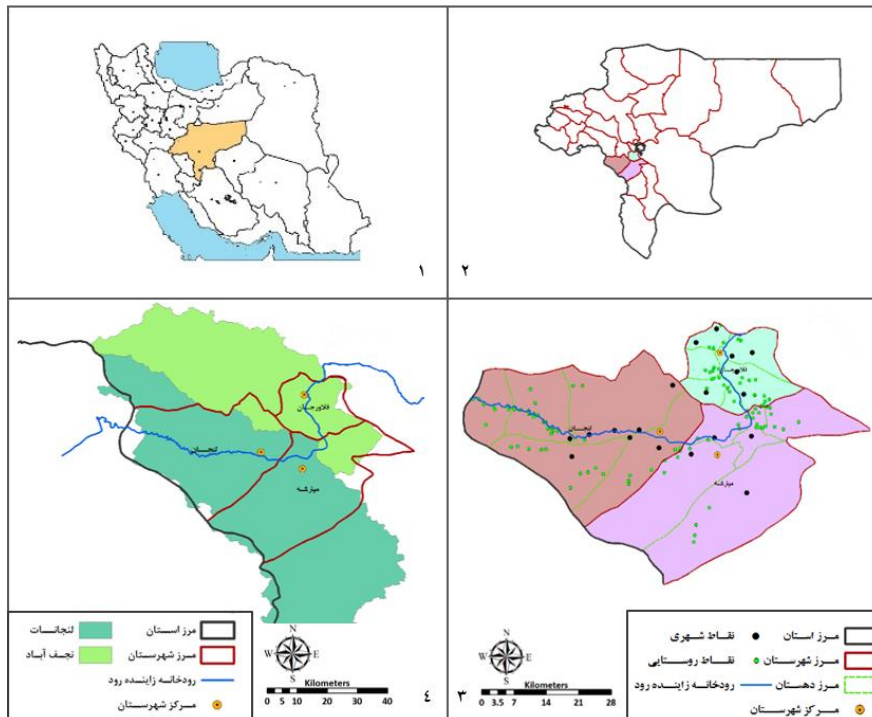 ۱
۲
فلاورجان
لنجان
مبارکه
لنجانات
نجف آباد
رودخانه زاینده رود
مرز استان
مرز شهرستان
مرکز شهرستان
N
W
E
S
Kilometers
0 5 10 20 30 40
٤
فلاورجان
لنجان
مبارکه
نقاط شهری
نقاط روستایی
رودخانه زاینده رود
مرز استان
مرز شهرستان
مرز دهستان
مرکز شهرستان
N
W
E
S
Kilometers
0 3.5 7 14 21 28
۳